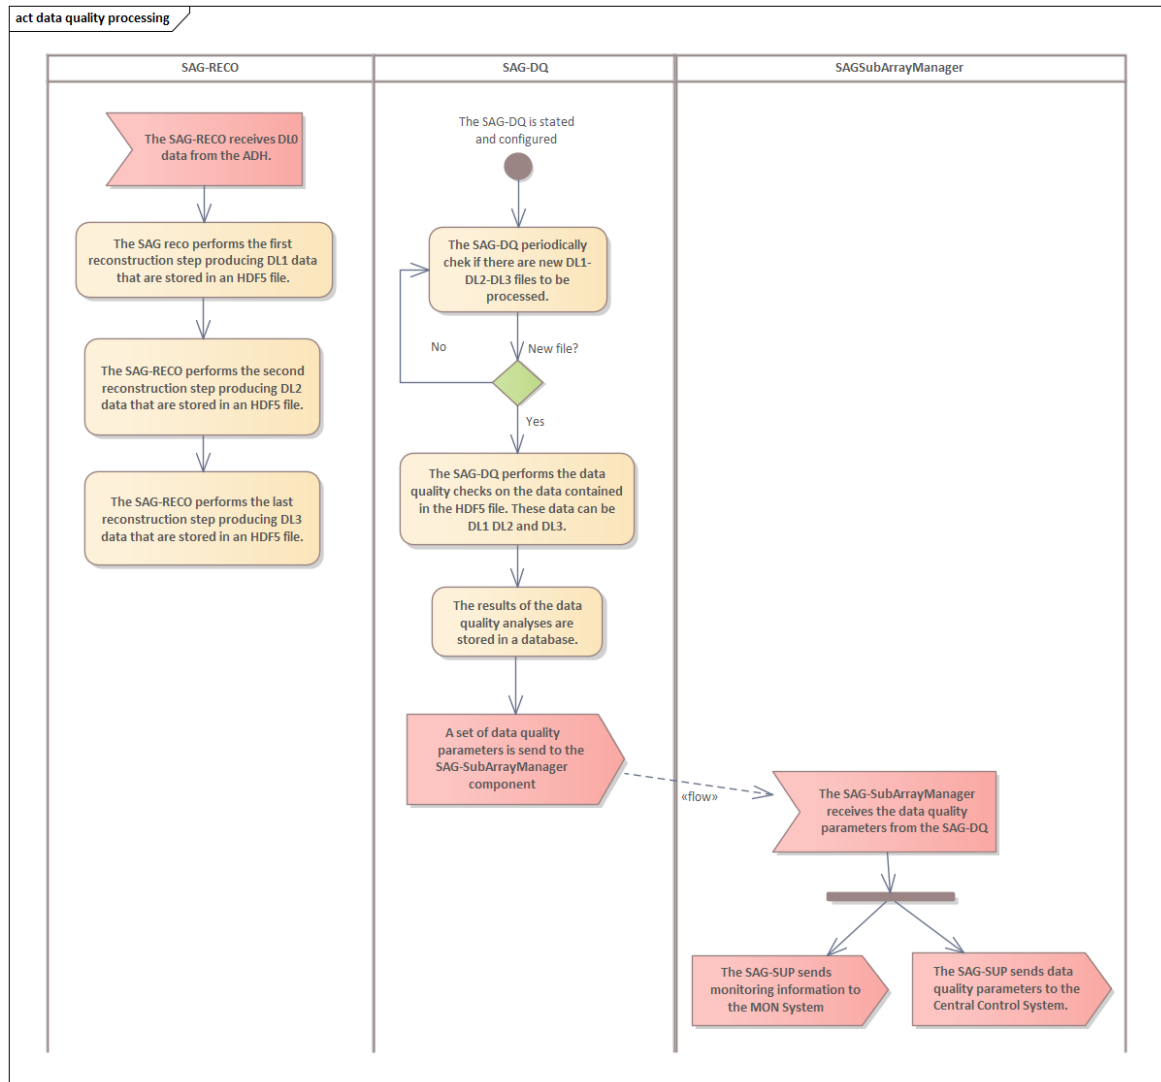 act data quality processing
SAG-RECO
SAG-DQ
SAGSubArrayManager
The SAG-RECO receives DL0
data from the ADH.
The SAG reco performs the first
reconstruction step producing DL1 data
that are stored in an HDF5 file.
The SAG-RECO performs the second
reconstruction step producing DL2
data that are stored in an HDF5 file.
The SAG-RECO performs the last
reconstruction step producing DL3
data that are stored in an HDF5 file.
The SAG-DQ is stated
and configured
The SAG-DQ periodically
chek if there are new DL1-
DL2-DL3 files to be
processed.
No
New file?
Yes
The SAG-DQ performs the data
quality checks on the data contained
in the HDF5 file. These data can be
DL1 DL2 and DL3.
The results of the data
quality analyses are
stored in a database.
A set of data quality
parameters is send to the
SAG-SubArrayManager
component
«flow»
The SAG-SubArrayManager
receives the data quality
parameters from the SAG-DQ
The SAG-SUP sends
monitoring information to
the MON System
The SAG-SUP sends data
quality parameters to the
Central Control System.